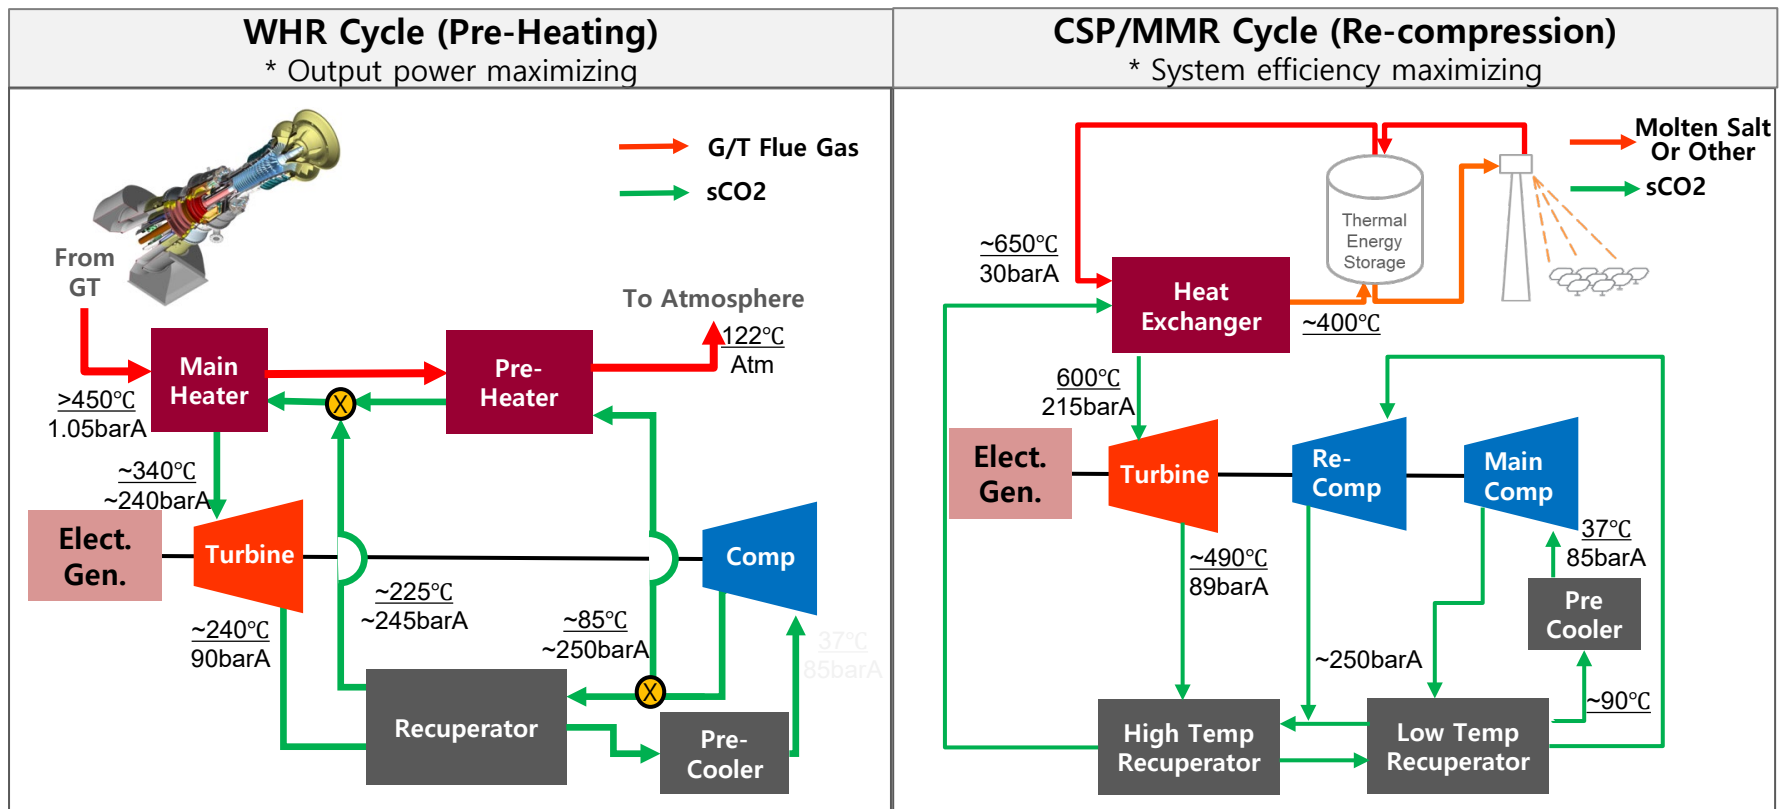 WHR Cycle (Pre-Heating)
* Output power maximizing
G/T Flue Gas
sCO2
From
GT
To Atmosphere
122℃
Atm
Main
Heater
Pre-
Heater
X
>450℃
1.05barA
~340℃
~240barA
Elect.
Gen.
Turbine
Comp
~225℃
~245barA
~240℃
90barA
~85℃
~250barA
37℃
85barA
X
Recuperator
Pre-
Cooler
CSP/MMR Cycle (Re-compression)
* System efficiency maximizing
Molten Salt
Or Other
sCO2
Thermal
Energy
Storage
~650℃
30barA
Heat
Exchanger
~400℃
600℃
215barA
Elect.
Gen.
Turbine
Re-
Comp
Main
Comp
37℃
85barA
~490℃
89barA
Pre
Cooler
~250barA
~90℃
High Temp
Recuperator
Low Temp
Recuperator